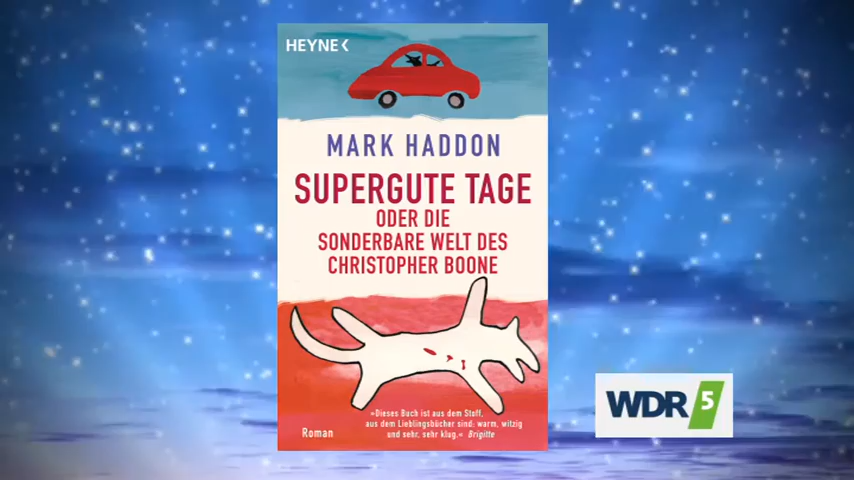 HEYNE<
MARK HADDON
SUPERGUTE TAGE
ODER DIE
SONDERBARE WELT DES
CHRISTOPHER BOONE
»Dieses Buch ist aus dem Stoff,
aus dem Lieblingsbücher sind: warm, witzig
und sehr, sehr klug.« Brigitte
Roman
WDR 5